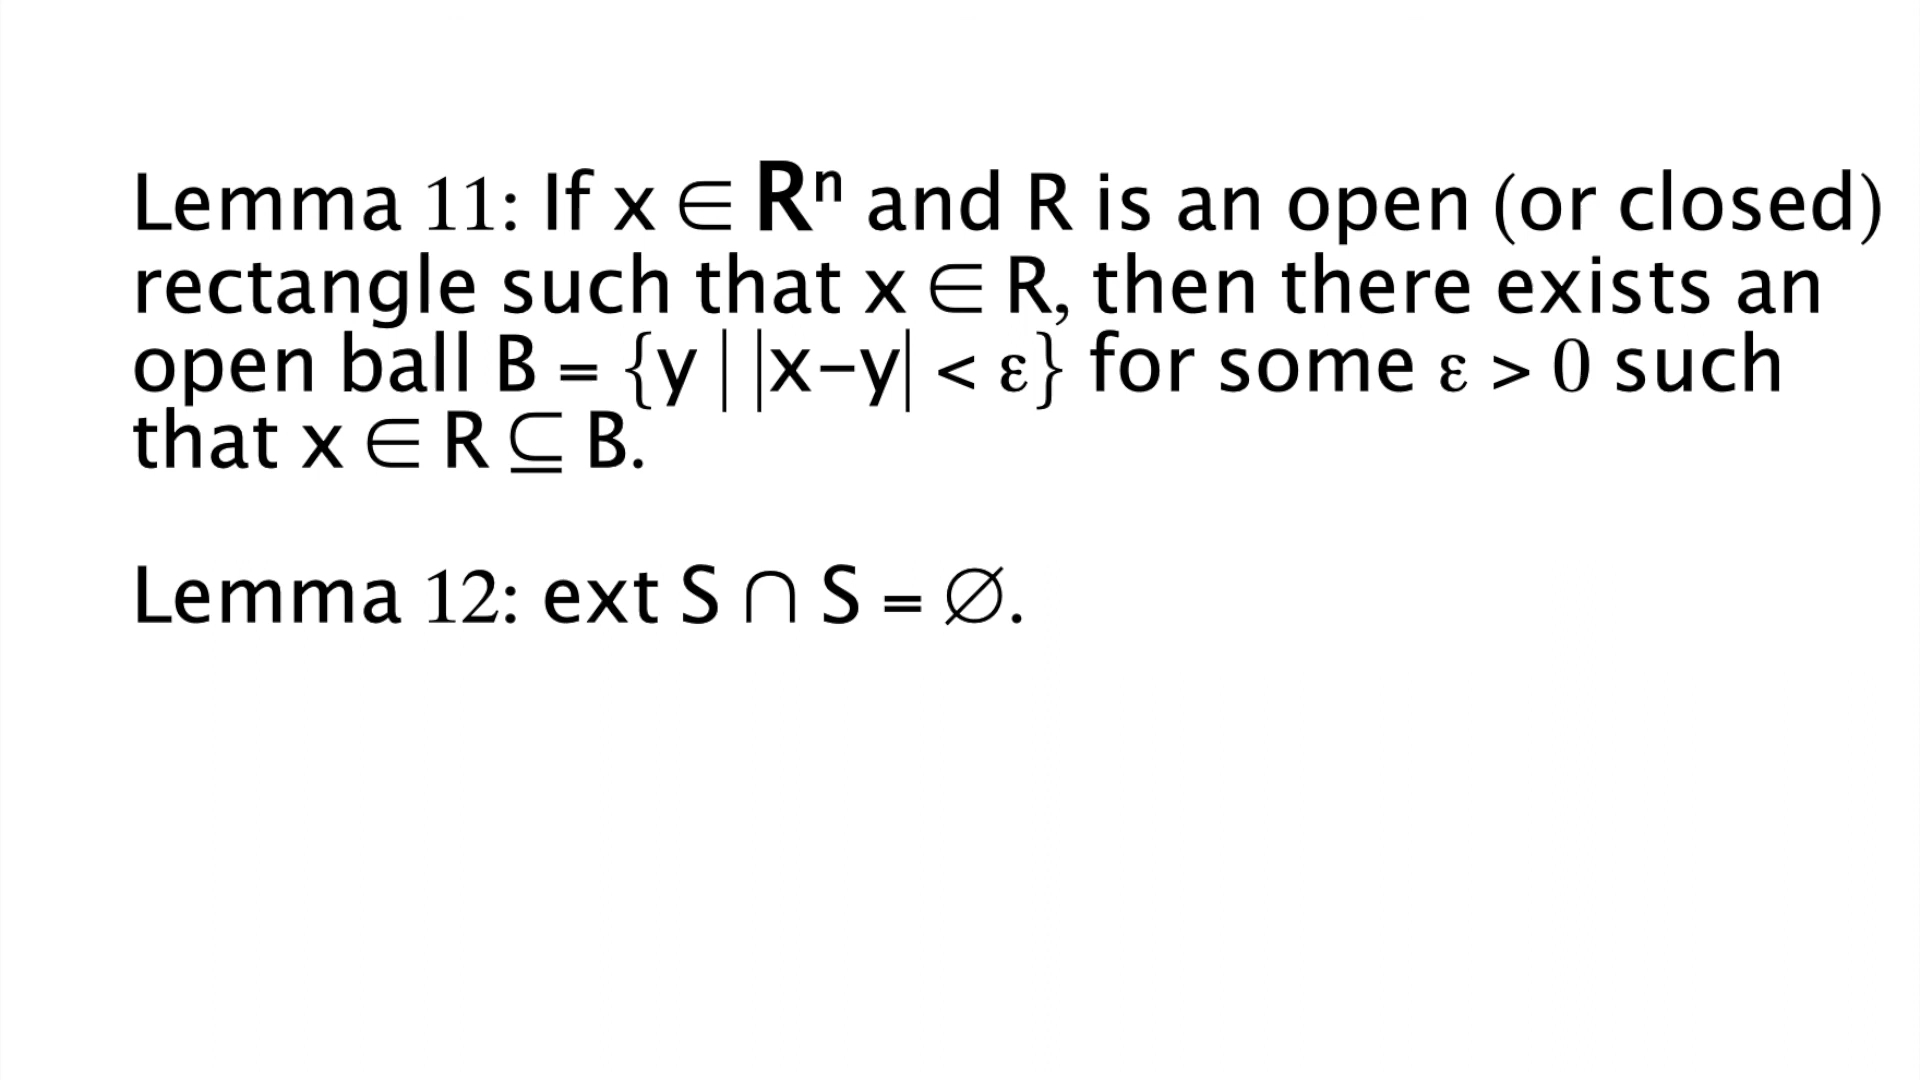 Lemma 11: If x ∈ Rⁿ and R is an open (or closed)
rectangle such that x ∈ R, then there exists an
open ball B = {y | |x−y| < ε} for some ε > 0 such
that x ∈ R ⊆ B.
Lemma 12: ext S ∩ S = ∅.